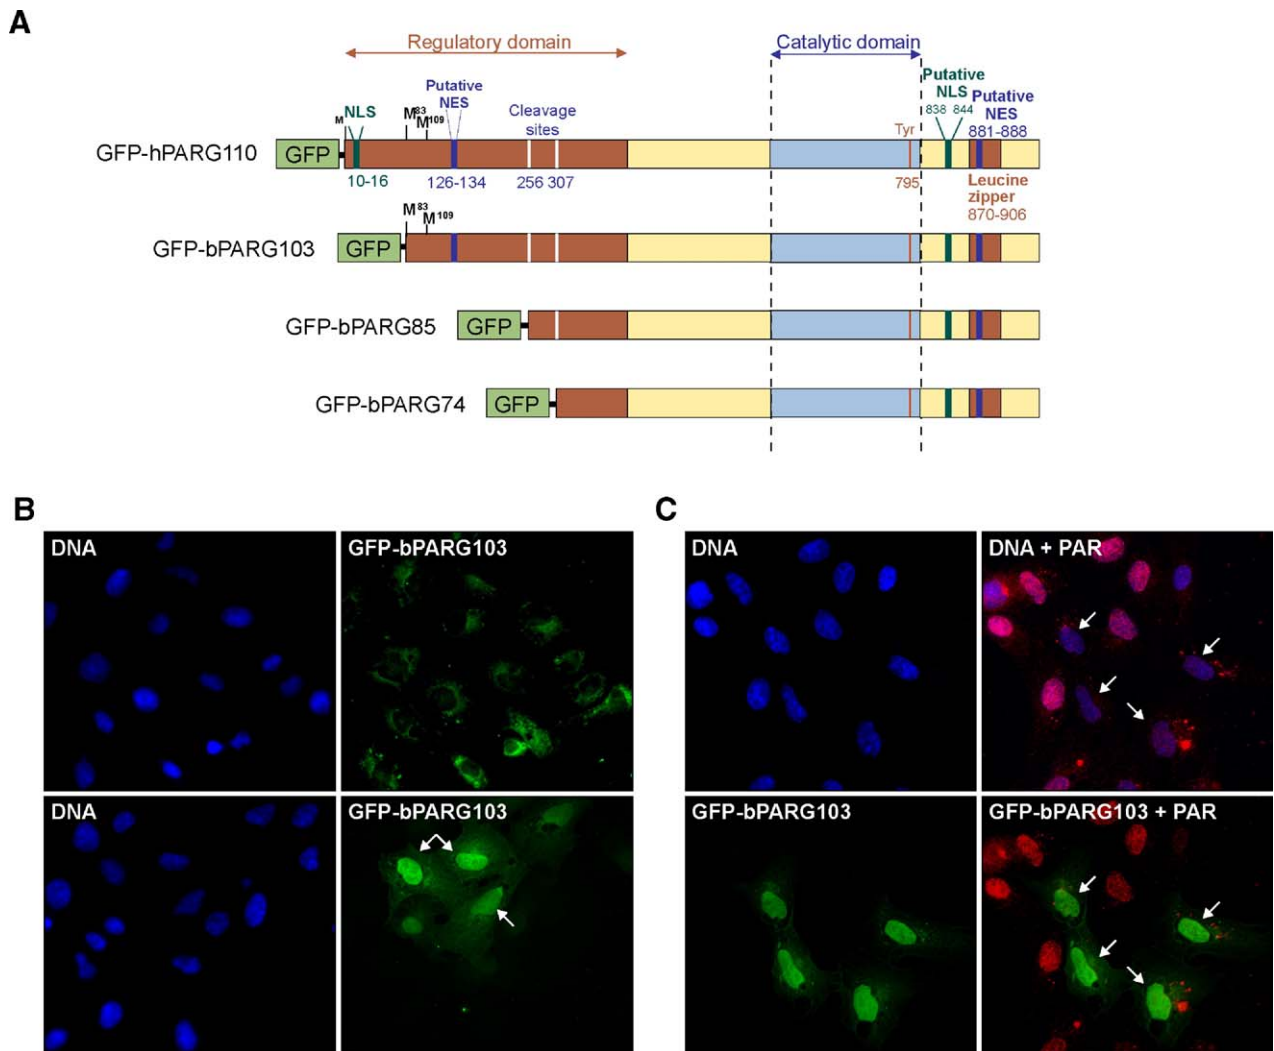 A
Regulatory domain
Catalytic domain
Putative
NLS
838 844
Putative
NES
881-888
NLS
M
M83
M109
Putative
NES
Cleavage
sites
Tyr
GFP-hPARG110
GFP
10-16
126-134
256 307
795
Leucine
zipper
870-906
M83
M109
GFP-bPARG103
GFP
GFP-bPARG85
GFP
GFP-bPARG74
GFP
B
DNA
GFP-bPARG103
DNA
GFP-bPARG103
C
DNA
DNA + PAR
GFP-bPARG103
GFP-bPARG103 + PAR